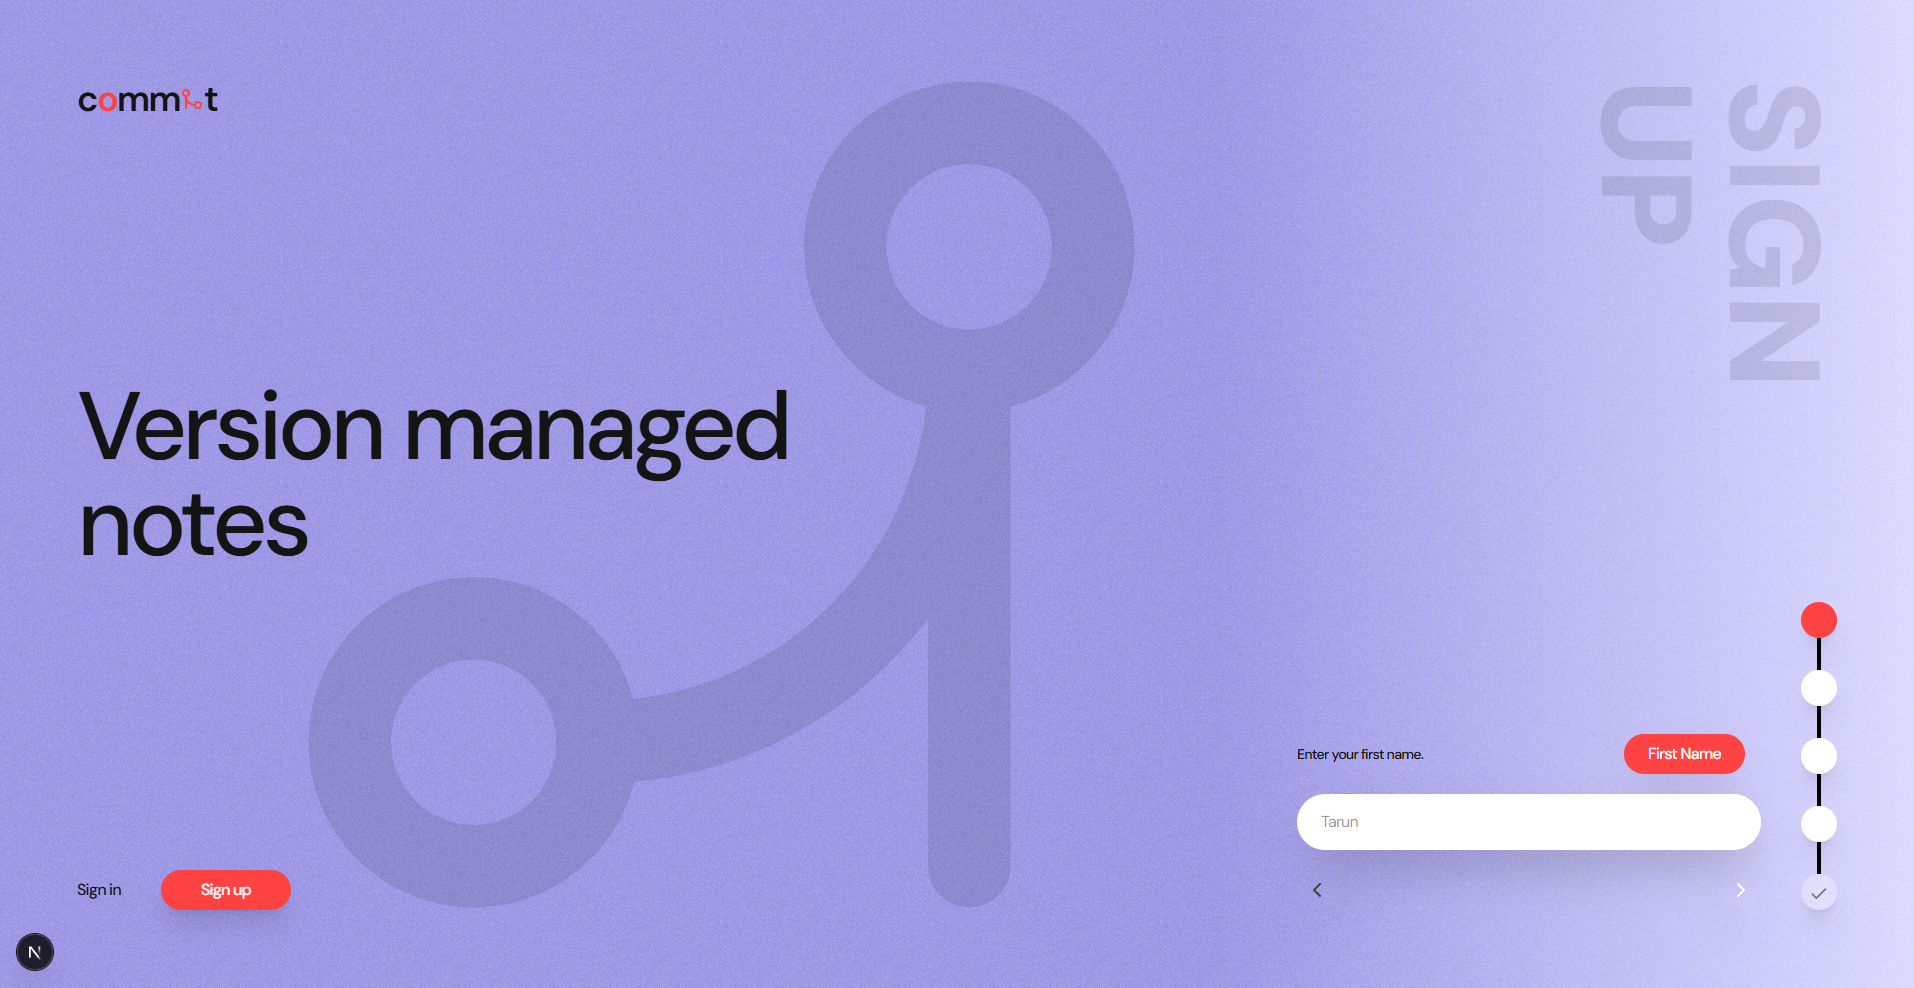 commit
SIGN
UP
Version managed
notes
Enter your first name.
First Name
Tarun
Sign in
Sign up
N